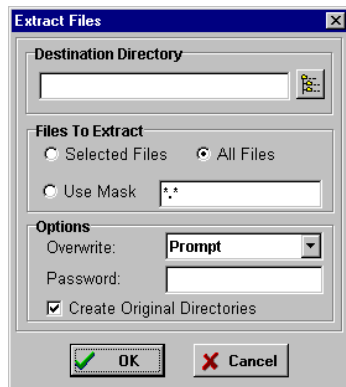 Extract Files
Destination Directory
Files To Extract
Selected Files All Files
Use Mask *.*
Options
Overwrite: Prompt
Password:
Create Original Directories
OK Cancel